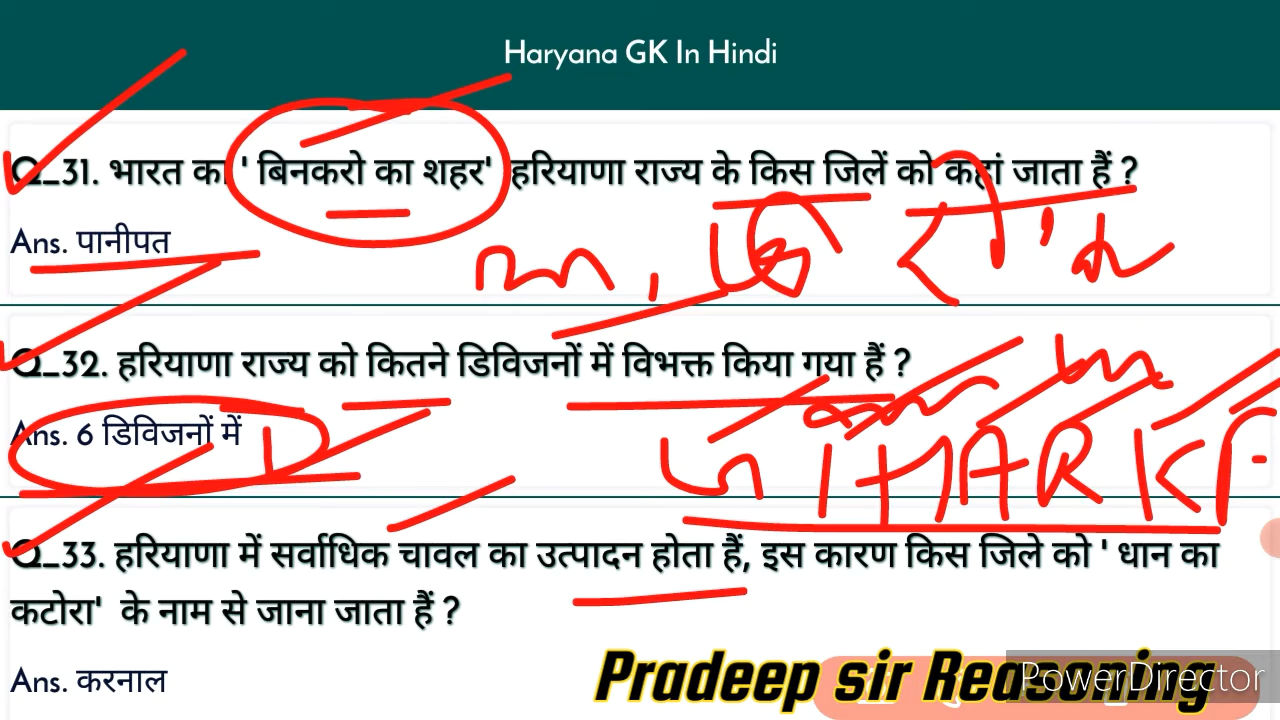 Haryana GK In Hindi
Q_31. भारत का ' बिनकरो का शहर' हरियाणा राज्य के किस जिलें को कहां जाता हैं ?
Ans. पानीपत
Q_32. हरियाणा राज्य को कितने डिविजनों में विभक्त किया गया हैं ?
Ans. 6 डिविजनों में
Q_33. हरियाणा में सर्वाधिक चावल का उत्पादन होता हैं, इस कारण किस जिले को ' धान का
कटोरा' के नाम से जाना जाता हैं ?
Ans. करनाल
Pradeep sir Reasoning
PowerDirector